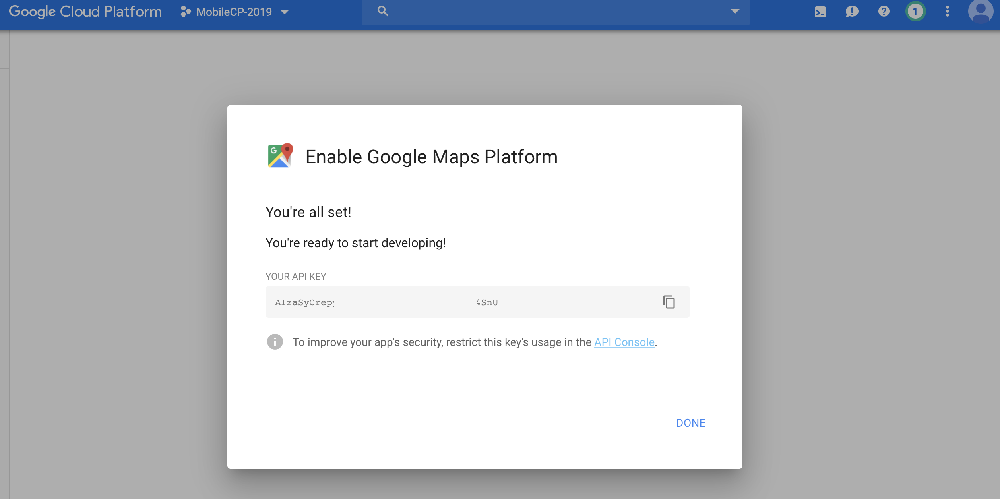 Google Cloud Platform MobileCP-2019 1
G Enable Google Maps Platform
You're all set!
You're ready to start developing!
YOUR API KEY
AIzaSyCrepy 4SnU
To improve your app's security, restrict this key's usage in the API Console.
DONE